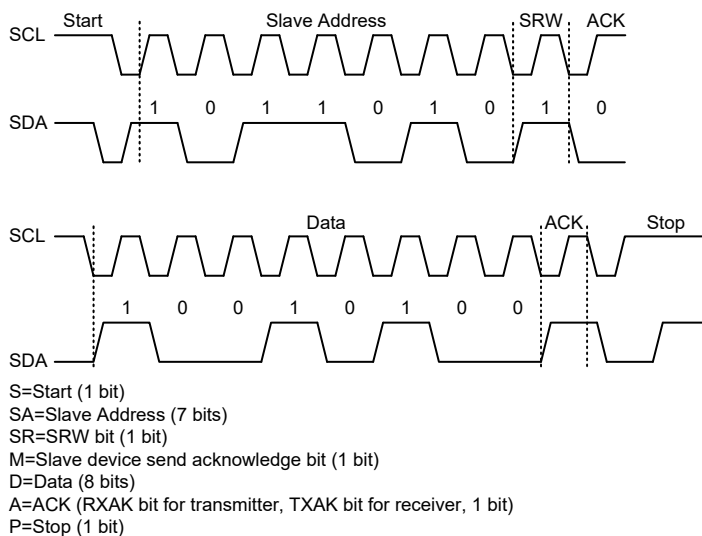 Start Slave Address SRW ACK
SCL
1 0 1 1 0 1 0 1 0
SDA
Data ACK Stop
SCL
1 0 0 1 0 1 0 0
SDA
S=Start (1 bit)
SA=Slave Address (7 bits)
SR=SRW bit (1 bit)
M=Slave device send acknowledge bit (1 bit)
D=Data (8 bits)
A=ACK (RXAK bit for transmitter, TXAK bit for receiver, 1 bit)
P=Stop (1 bit)